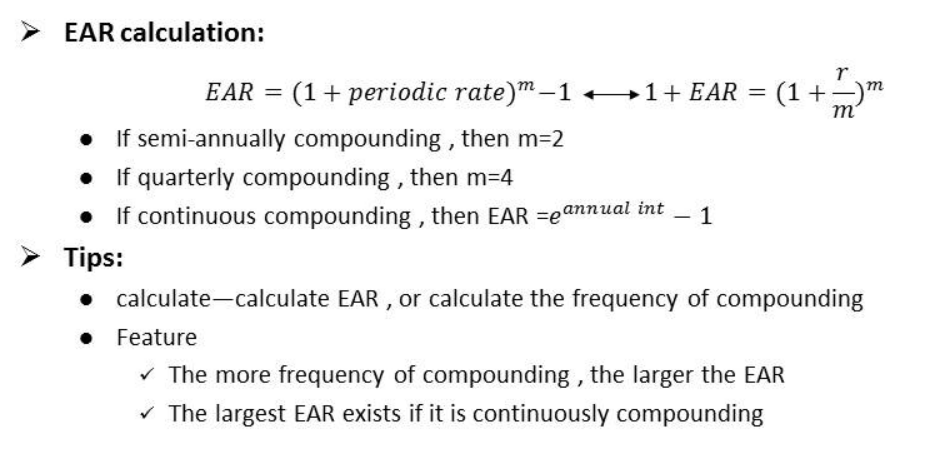 ➤ EAR calculation:
EAR = (1 + periodic rate)^m − 1 ⟷ 1 + EAR = (1 + r/m)^m
● If semi-annually compounding , then m=2
● If quarterly compounding , then m=4
● If continuous compounding , then EAR =e^annual int − 1
➤ Tips:
● calculate—calculate EAR , or calculate the frequency of compounding
● Feature
✓ The more frequency of compounding , the larger the EAR
✓ The largest EAR exists if it is continuously compounding